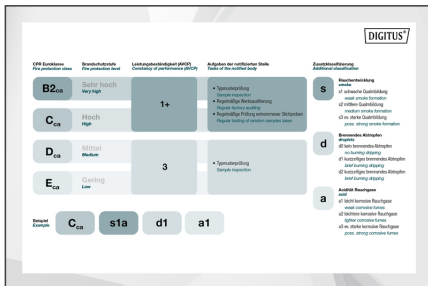 DIGITUS®
CPR Euroklasse
Fire protection class
Brandschutzstufe
Fire protection level
Leistungsbeständigkeit (AVCP)
Constancy of performance (AVCP)
Aufgaben der notifizierten Stelle
Tasks of the notified body
Zusatzklassifizierung
Additional classification
B2ca
Sehr hoch
Very high
1+
• Typmusterprüfung
Sample inspection
• Regelmäßige Werksauditierung
Regular factory auditing
• Regelmäßige Prüfung entnommener Stichproben
Regular testing of random samples taken
Cca
Hoch
High
Dca
Mittel
Medium
3
• Typmusterprüfung
Sample inspection
Eca
Gering
Low
s
Rauchentwicklung
smoke
s1 schwache Qualmbildung
weak smoke formation
s2 mittlere Qualmbildung
medium smoke formation
s3 ev. starke Qualmbildung
poss. strong smoke formation
d
Brennendes Abtropfen
droplets
d0 kein brennendes Abtropfen
no burning dripping
d1 kurzzeitiges brennendes Abtropfen
brief burning dripping
d2 kurzzeitiges brennendes Abtropfen
brief burning dripping
a
Acidität Rauchgase
acid
a1 leicht korrosive Rauchgase
weak corrosive fumes
a2 leichtere korrosive Rauchgase
lighter corrosive fumes
a3 ev. starke korrosive Rauchgase
poss. strong corrosive fumes
Beispiel
Example
Cca
s1a
d1
a1